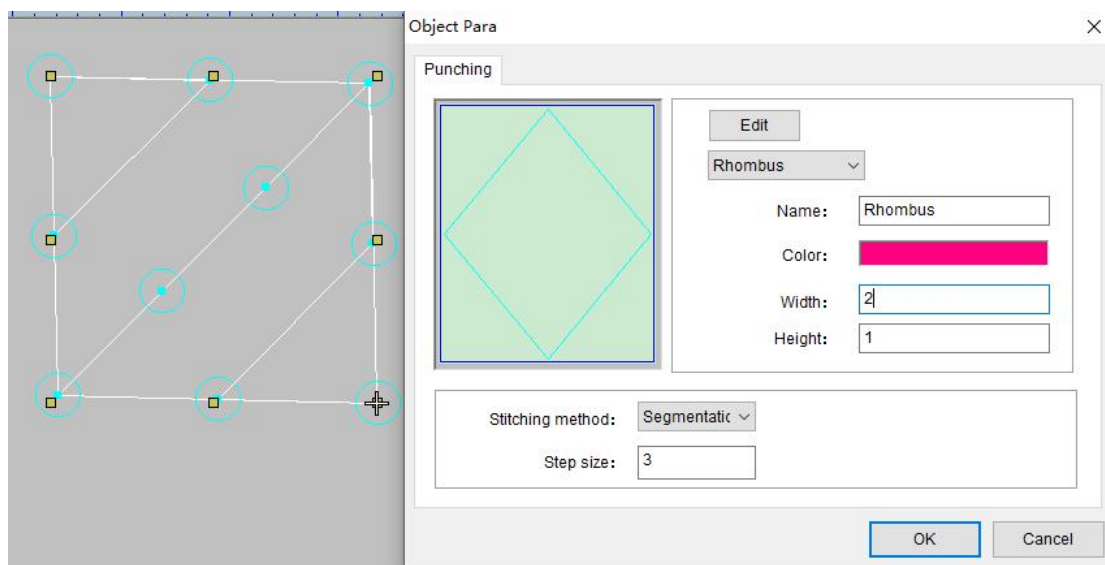 Object Para
Punching
Edit
Rhombus
Name: Rhombus
Color:
Width: 2
Height: 1
Stitching method: Segmentatic
Step size: 3
OK
Cancel